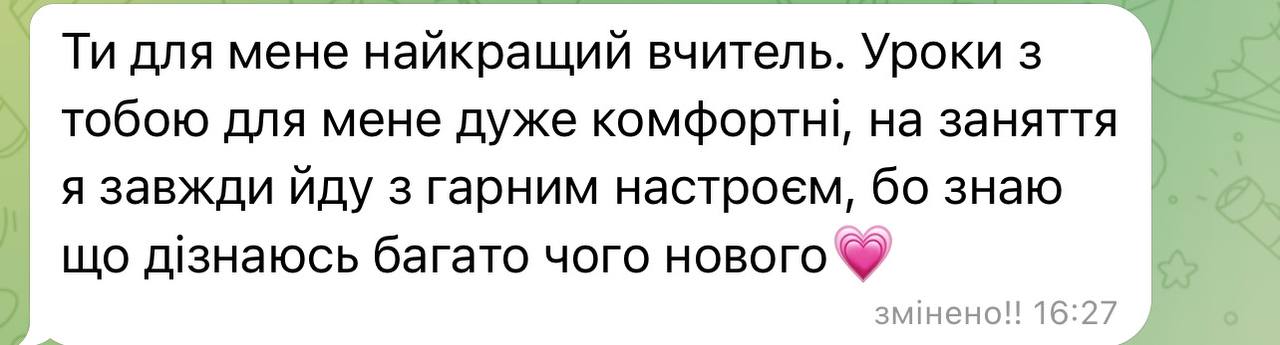 Ти для мене найкращий вчитель. Уроки з
тобою для мене дуже комфортні, на заняття
я завжди йду з гарним настроєм, бо знаю
що дізнаюсь багато чого нового💗
змінено!! 16:27